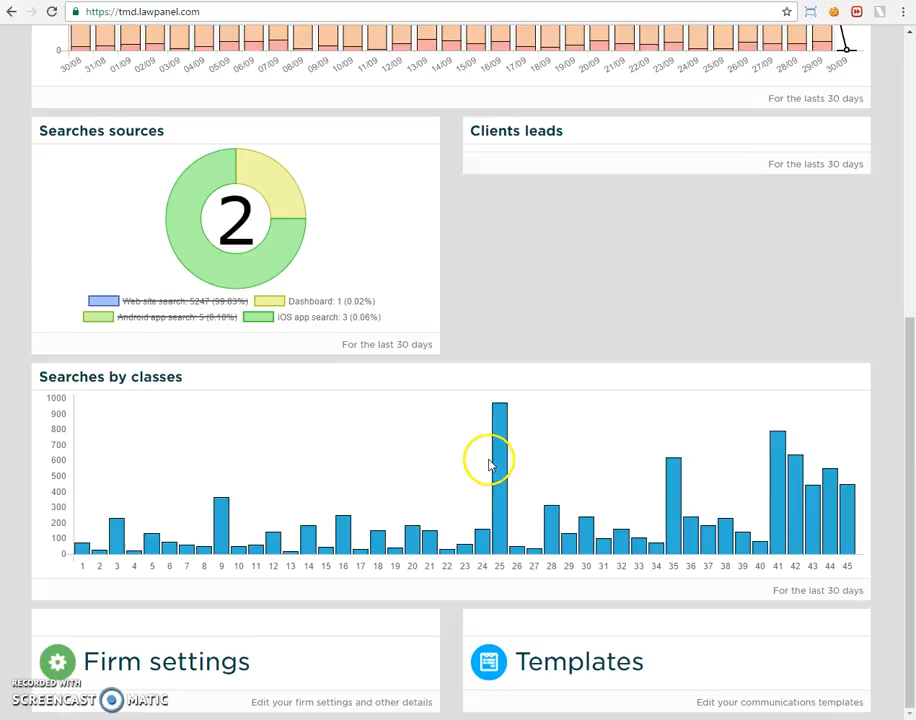 https://tmd.lawpanel.com
0
30/08 31/08 01/09 02/09 03/09 04/09 05/09 06/09 07/09 08/09 09/09 10/09 11/09 12/09 13/09 14/09 15/09 16/09 17/09 18/09 19/09 20/09 21/09 22/09 23/09 24/09 25/09 26/09 27/09 28/09 29/09 30/09
For the lasts 30 days
Searches sources
Clients leads
For the lasts 30 days
2
Web site search: 5247 (99.83%) Dashboard: 1 (0.02%)
Android app search: 5 (0.10%) iOS app search: 3 (0.06%)
For the last 30 days
Searches by classes
1000
900
800
700
600
500
400
300
200
100
0
1 2 3 4 5 6 7 8 9 10 11 12 13 14 15 16 17 18 19 20 21 22 23 24 25 26 27 28 29 30 31 32 33 34 35 36 37 38 39 40 41 42 43 44 45
For the last 30 days
Firm settings
Edit your firm settings and other details
Templates
Edit your communications templates
RECORDED WITH
SCREENCAST MATIC